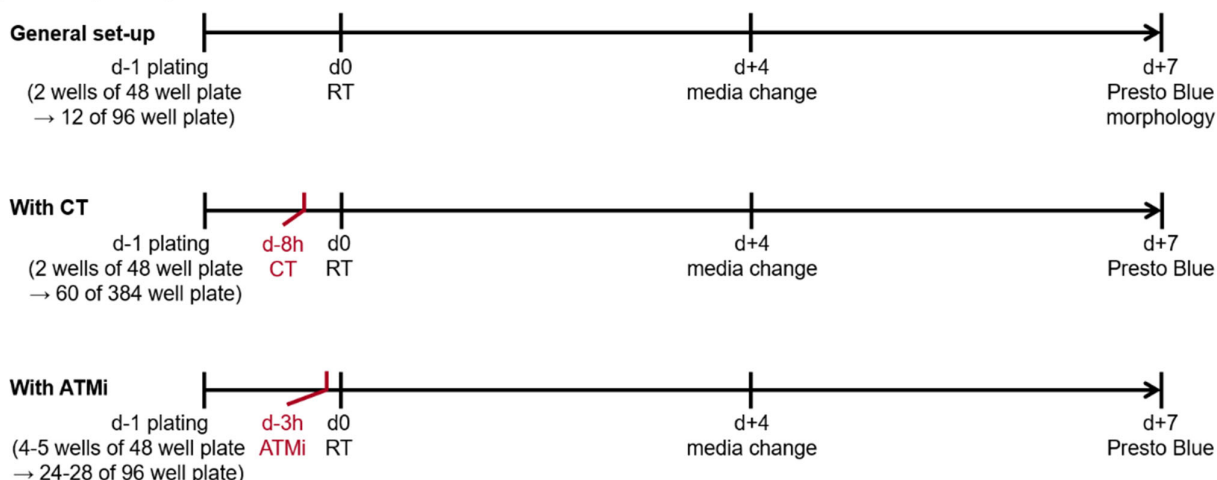 General set-up
d-1 plating
(2 wells of 48 well plate
→ 12 of 96 well plate)
d0
RT
d+4
media change
d+7
Presto Blue
morphology
With CT
d-1 plating
(2 wells of 48 well plate
→ 60 of 384 well plate)
d-8h
CT
d0
RT
d+4
media change
d+7
Presto Blue
With ATMi
d-1 plating
(4-5 wells of 48 well plate
→ 24-28 of 96 well plate)
d-3h
ATMi
d0
RT
d+4
media change
d+7
Presto Blue